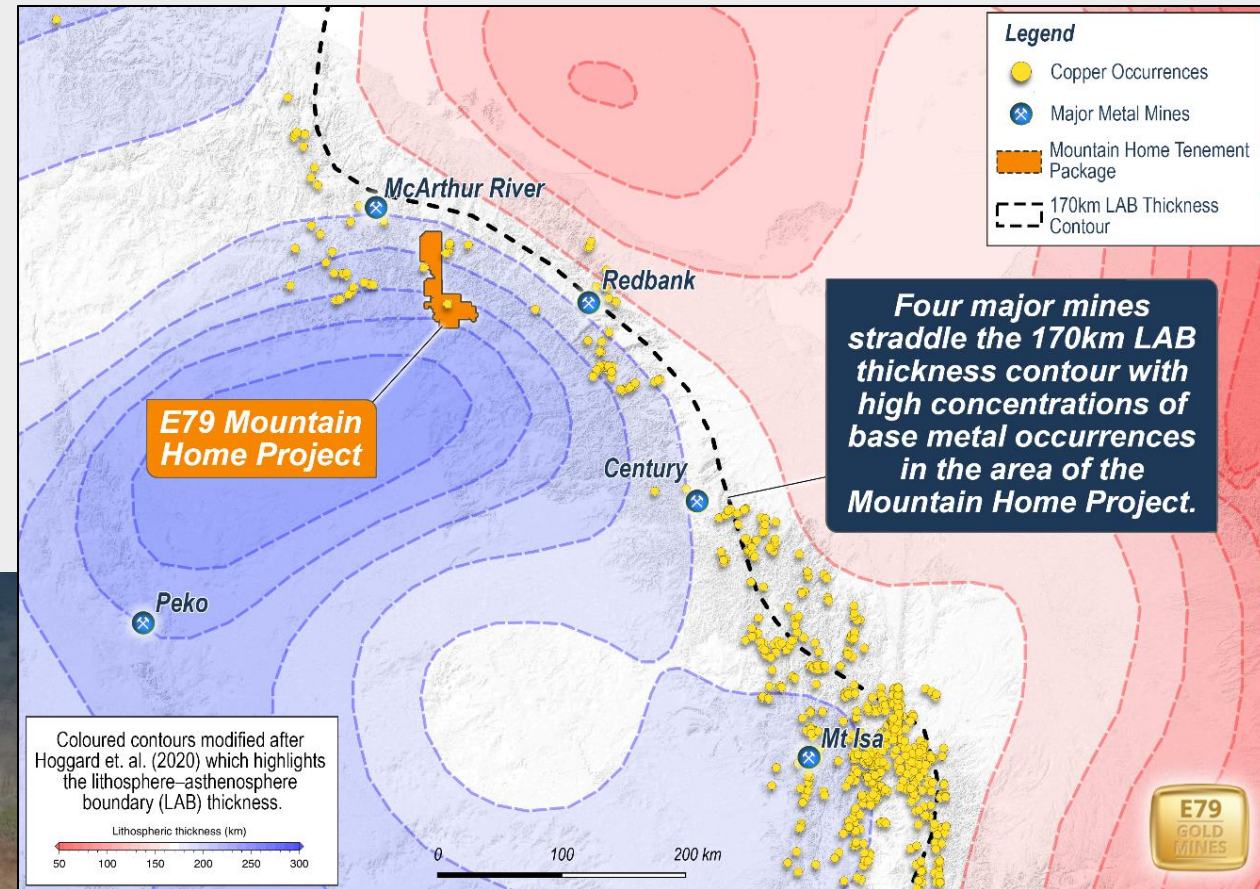 Legend
Copper Occurrences
Major Metal Mines
Mountain Home Tenement
Package
170km LAB Thickness
Contour
McArthur River
Redbank
Four major mines
straddle the 170km LAB
thickness contour with
high concentrations of
base metal occurrences
in the area of the
Mountain Home Project.
E79 Mountain
Home Project
Century
Peko
Mt Isa
Coloured contours modified after
Hoggard et. al. (2020) which highlights
the lithosphere–asthenosphere
boundary (LAB) thickness.
Lithospheric thickness (km)
50 100 150 200 250 300
0 100 200 km
E79
GOLD
MINES